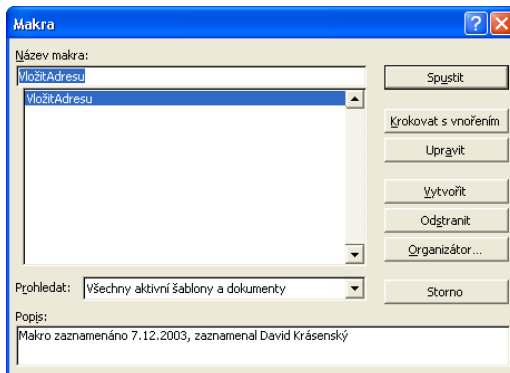 Makra
Název makra:
VložitAdresu
VložitAdresu
Spustit
Krokovat s vnořením
Upravit
Vytvořit
Odstranit
Organizátor...
Prohledat:
Všechny aktivní šablony a dokumenty
Storno
Popis:
Makro zaznamenáno 7.12.2003, zaznamenal David Krásenský